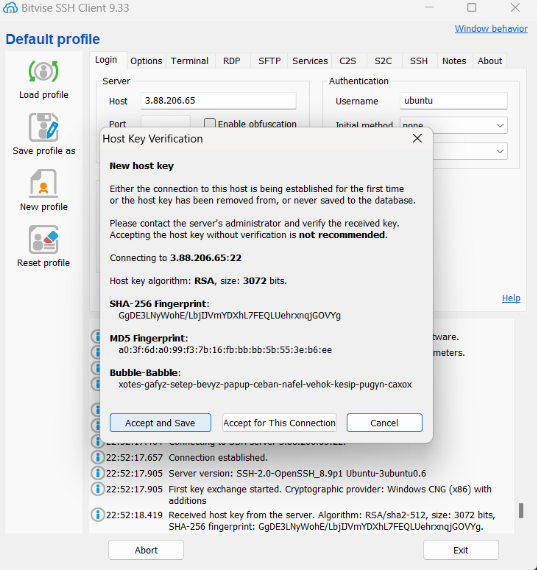 Bitvise SSH Client 9.33
Window behavior
Default profile
Load profile
Save profile as
New profile
Reset profile
Login Options Terminal RDP SFTP Services C2S S2C SSH Notes About
Server
Host 3.88.206.65
Port
Enable obfuscation
Authentication
Username ubuntu
Initial method none
Host Key Verification
New host key
Either the connection to this host is being established for the first time
or the host key has been removed from, or never saved to the database.
Please contact the server's administrator and verify the received key.
Accepting the host key without verification is not recommended.
Connecting to 3.88.206.65:22
Host key algorithm: RSA, size: 3072 bits.
SHA-256 Fingerprint:
GgDE3LNyWohE/LbjIJVmYDXhL7FEQLUehrxnqjGOVYg
MD5 Fingerprint:
a0:3f:6d:a0:99:f3:7b:16:fb:bb:bb:5b:55:3e:b6:ee
Bubble-Babble:
xotes-gafyz-setep-bevyz-papup-ceban-nafel-vehok-kesip-pugyn-caxox
Accept and Save
Accept for This Connection
Cancel
Help
tware.
meters.
22:52:17.657 Connection established.
22:52:17.905 Server version: SSH-2.0-OpenSSH_8.9p1 Ubuntu-3ubuntu0.6
22:52:17.905 First key exchange started. Cryptographic provider: Windows CNG (x86) with
additions
22:52:18.419 Received host key from the server. Algorithm: RSA/sha2-512, size: 3072 bits,
SHA-256 fingerprint: GgDE3LNyWohE/LbjIJVmYDXhL7FEQLUehrxnqjGOVYg.
Abort
Exit